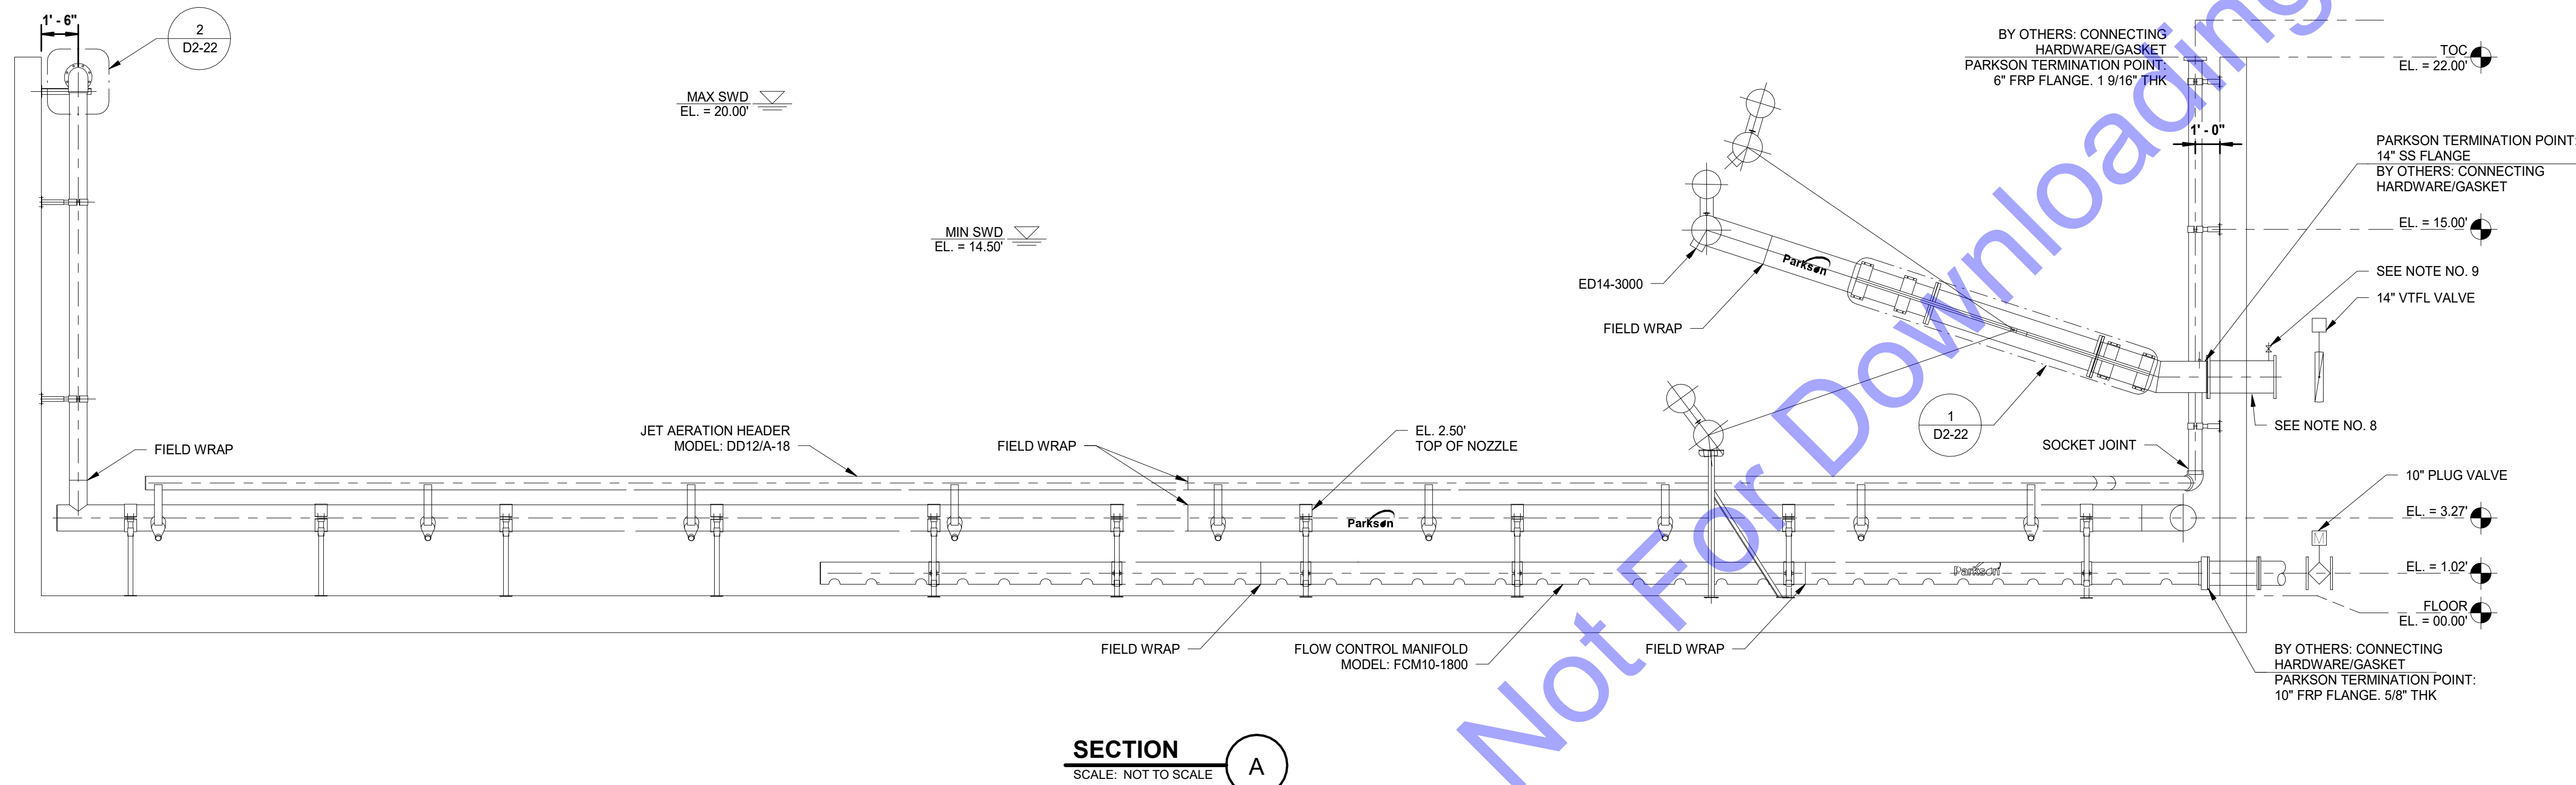 1' - 6"
2
D2-22
MAX SWD
EL. = 20.00'
MIN SWD
EL. = 14.50'
BY OTHERS: CONNECTING
HARDWARE/GASKET
PARKSON TERMINATION POINT:
6" FRP FLANGE. 1 9/16" THK
TOC
EL. = 22.00'
1' - 0"
PARKSON TERMINATION POINT:
14" SS FLANGE
BY OTHERS: CONNECTING
HARDWARE/GASKET
EL. = 15.00'
SEE NOTE NO. 9
14" VTFL VALVE
ED14-3000
FIELD WRAP
Parkson
1
D2-22
SEE NOTE NO. 8
SOCKET JOINT
FIELD WRAP
JET AERATION HEADER
MODEL: DD12/A-18
FIELD WRAP
EL. 2.50'
TOP OF NOZZLE
10" PLUG VALVE
Parkson
EL. = 3.27'
M
Parkson
EL. = 1.02'
FLOOR
EL. = 00.00'
FIELD WRAP
FLOW CONTROL MANIFOLD
MODEL: FCM10-1800
FIELD WRAP
BY OTHERS: CONNECTING
HARDWARE/GASKET
PARKSON TERMINATION POINT:
10" FRP FLANGE. 5/8" THK
SECTION
SCALE: NOT TO SCALE
A
Not For Downloading